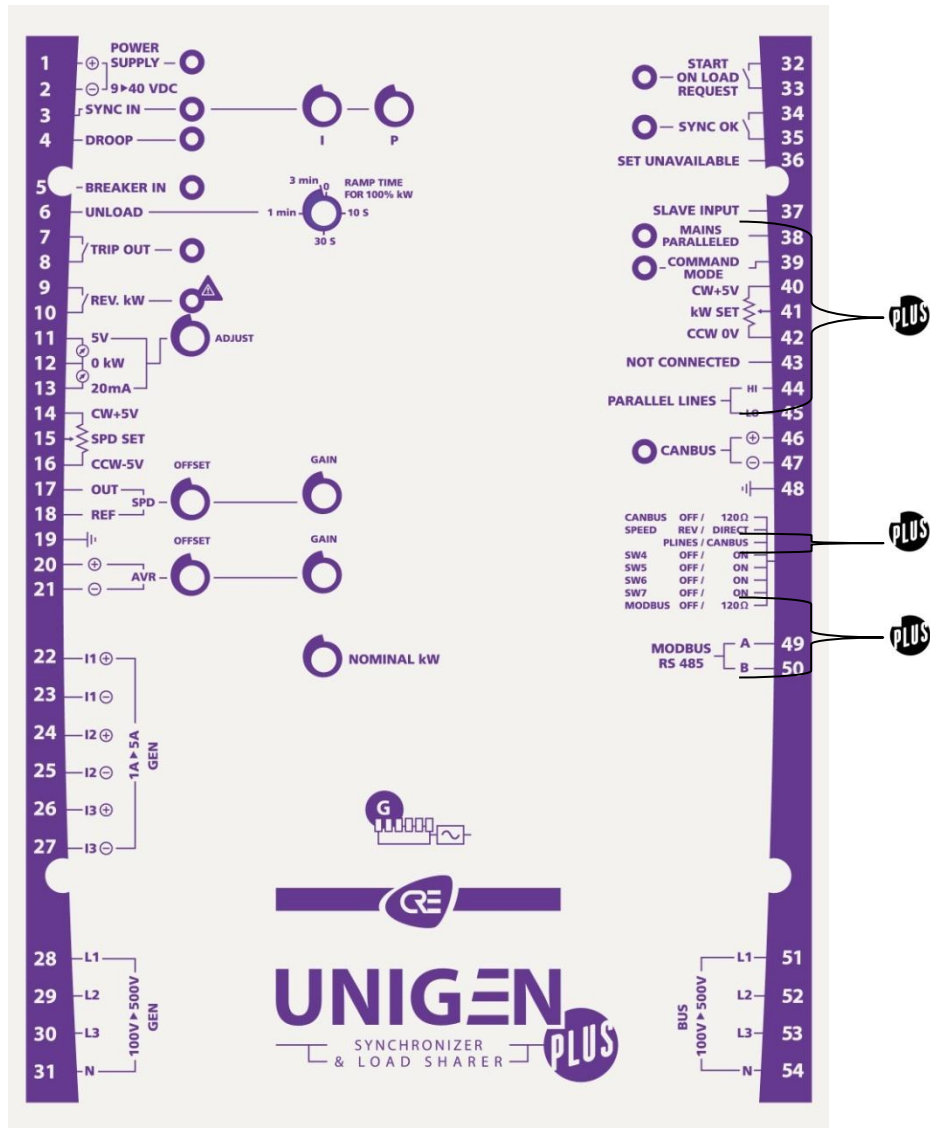 1 POWER
SUPPLY
2 9▶40 VDC
3 SYNC IN
I P
4 DROOP
5 BREAKER IN
6 UNLOAD
3 min 0 RAMP TIME
FOR 100% kW
1 min 10 S
30 S
7
8 TRIP OUT
9
10 REV. kW
11 5V ADJUST
12 0 kW
13 20mA
14 CW+5V
15 SPD SET
16 CCW-5V
17 OUT
18 REF
SPD OFFSET GAIN
19
20 ⊕
21 ⊖
AVR OFFSET GAIN
NOMINAL kW
22 I1 ⊕
23 I1 ⊖
24 I2 ⊕
25 I2 ⊖
26 I3 ⊕
27 I3 ⊖
1A▶5A
GEN
28 L1
29 L2
30 L3
31 N
100V▶500V
GEN
G
CRE
UNIGEN
PLUS
SYNCHRONIZER
& LOAD SHARER
START 32
ON LOAD
REQUEST 33
34
SYNC OK 35
SET UNAVAILABLE 36
SLAVE INPUT 37
MAINS
PARALLELED 38
COMMAND
MODE 39
CW+5V 40
kW SET 41
CCW 0V 42
NOT CONNECTED 43
PARALLEL LINES HI 44
LO 45
PLUS
CANBUS ⊕ 46
⊖ 47
48
CANBUS OFF / 120Ω
SPEED REV / DIRECT
PLINES / CANBUS
SW4 OFF / ON
SW5 OFF / ON
SW6 OFF / ON
SW7 OFF / ON
MODBUS OFF / 120Ω
PLUS
MODBUS
RS 485
A 49
B 50
PLUS
L1 51
L2 52
L3 53
N 54
BUS
100V▶500V